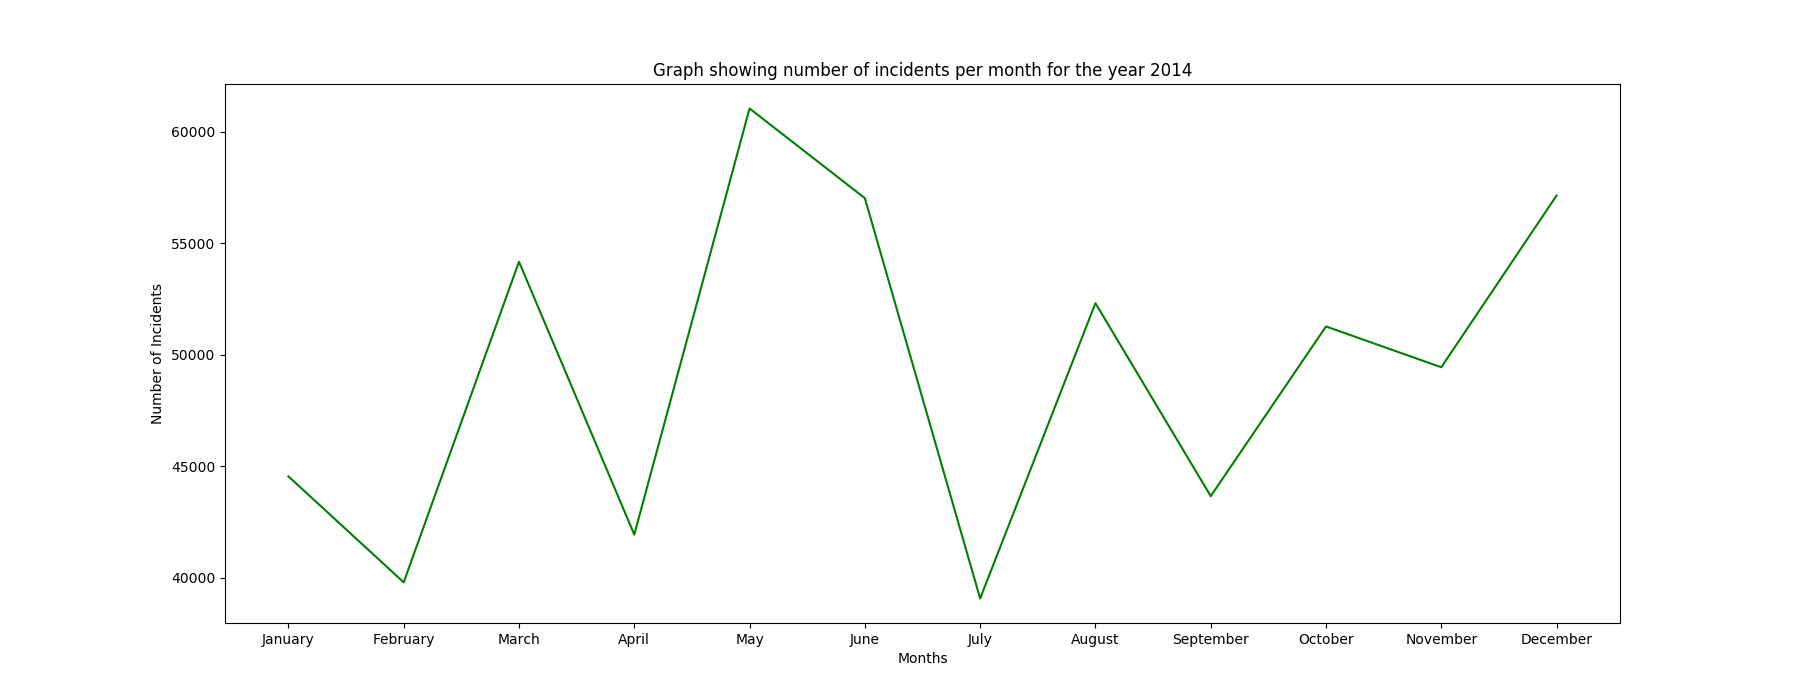 Graph showing number of incidents per month for the year 2014
60000
55000
50000
45000
40000
Number of Incidents
January February March April May June July August September October November December
Months